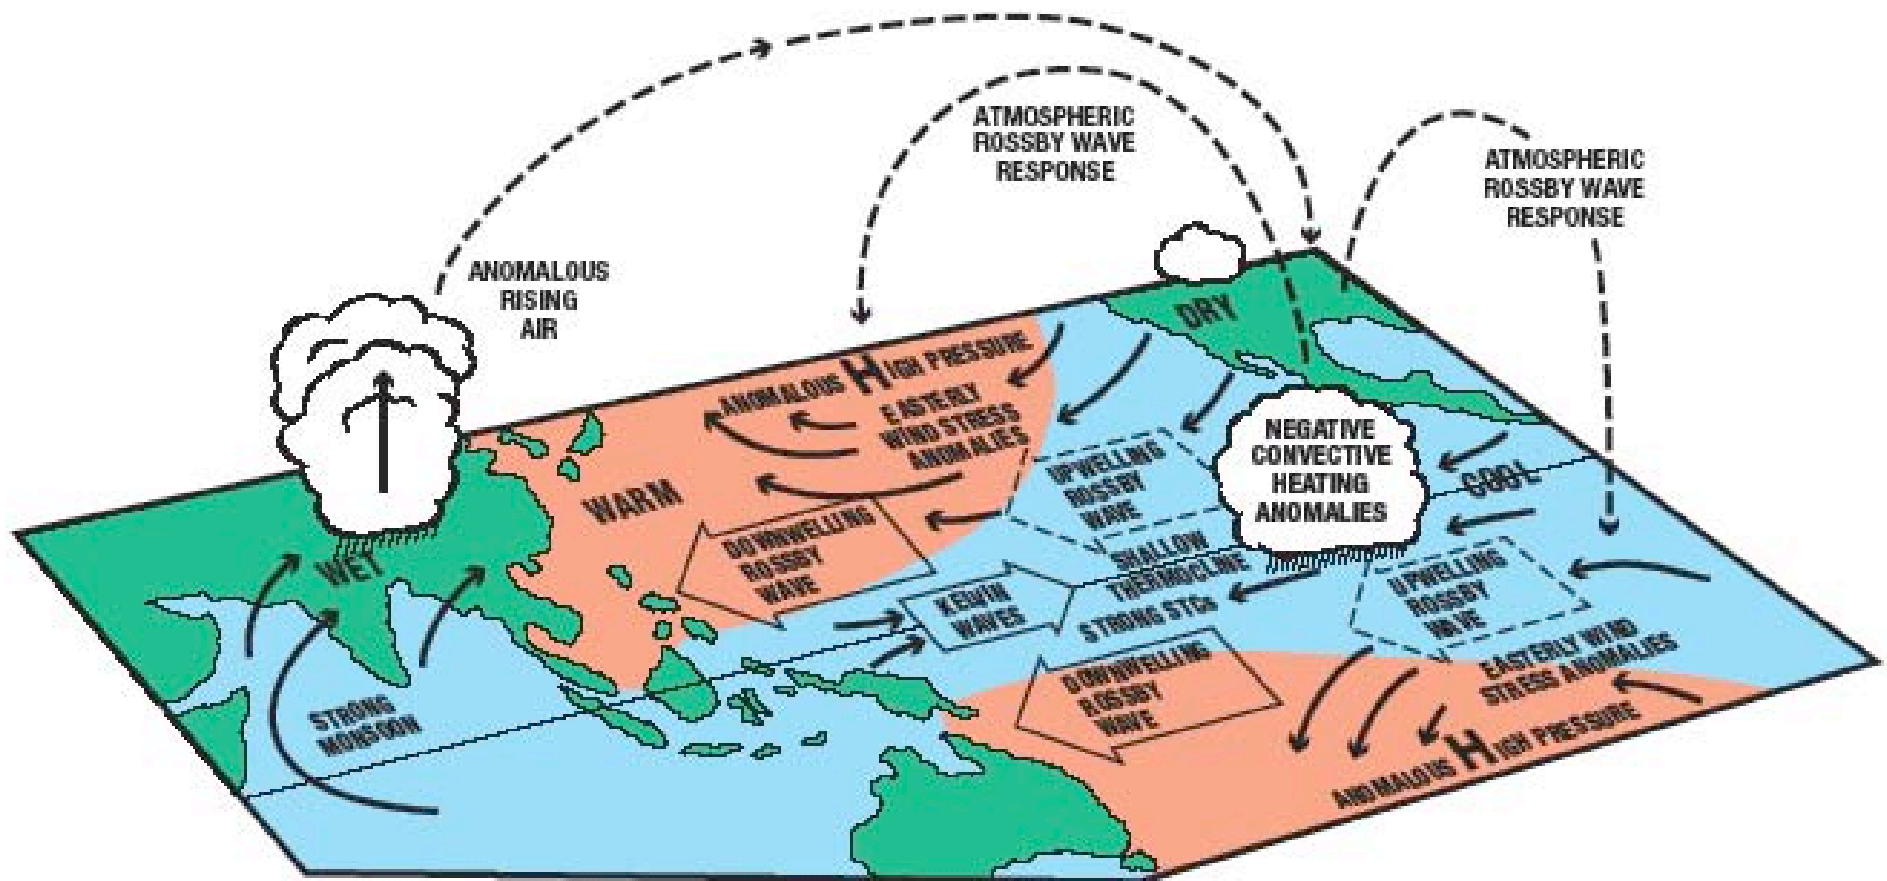 ATMOSPHERIC
ROSSBY WAVE
RESPONSE
ATMOSPHERIC
ROSSBY WAVE
RESPONSE
ANOMALOUS
RISING
AIR
DRY
ANOMALOUS HIGH PRESSURE
EASTERLY
WIND STRESS
ANOMALIES
NEGATIVE
CONVECTIVE
HEATING
ANOMALIES
COOL
UPWELLING
ROSSBY
WAVE
WARM
DOWNWELLING
ROSSBY
WAVE
WET
SHALLOW
THERMOCLINE
STRONG STCs
KELVIN
WAVES
UPWELLING
ROSSBY
WAVE
EASTERLY WIND
STRESS ANOMALIES
DOWNWELLING
ROSSBY
WAVE
STRONG
MONSOON
ANOMALOUS HIGH PRESSURE